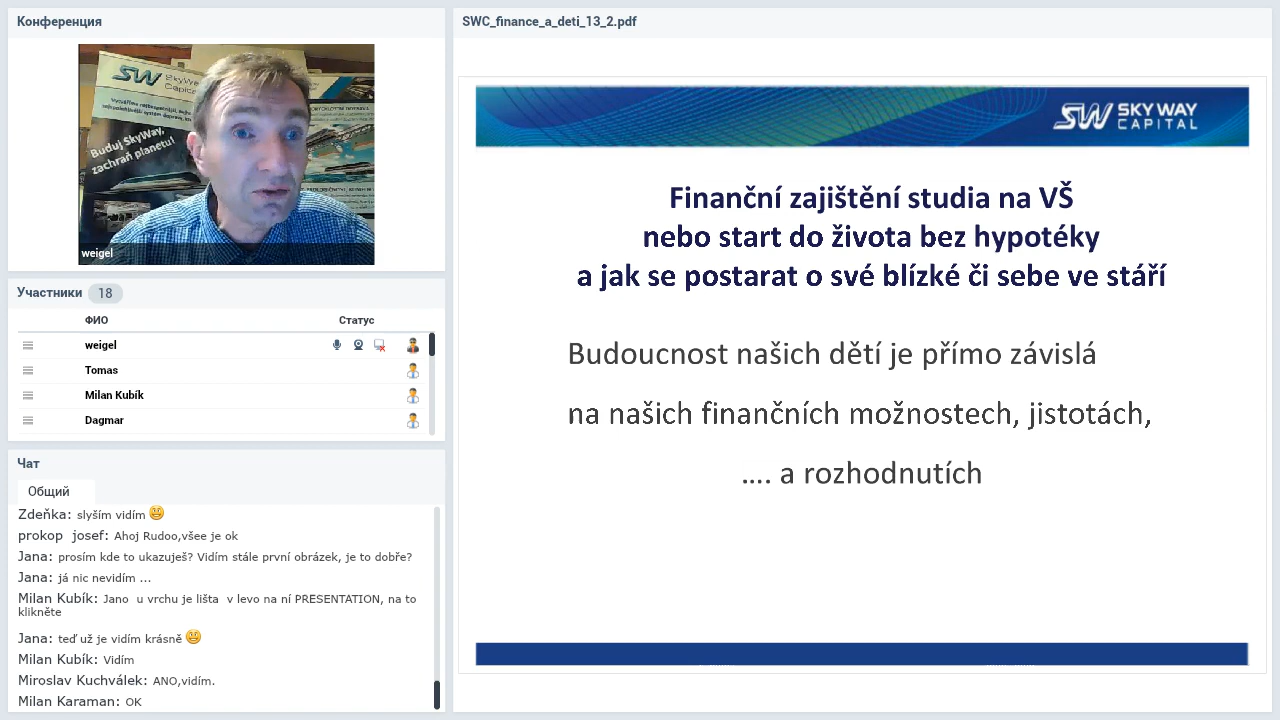 Конференция
SW
SkyWay
Capital
Buduj SkyWay,
zachraň planetu!
weigel
Участники 18
ФИО Статус
weigel
Tomas
Milan Kubík
Dagmar
Чат
Общий
Zdeňka: slyším vidím
prokop josef: Ahoj Rudoo,všee je ok
Jana: prosím kde to ukazuješ? Vidím stále první obrázek, je to dobře?
Jana: já nic nevidím ...
Milan Kubík: Jano u vrchu je lišta v levo na ní PRESENTATION, na to
klikněte
Jana: teď už je vidím krásně
Milan Kubík: Vidím
Miroslav Kuchválek: ANO,vidím.
Milan Karaman: OK
SWC_finance_a_deti_13_2.pdf
SW SKY WAY
CAPITAL
Finanční zajištění studia na VŠ
nebo start do života bez hypotéky
a jak se postarat o své blízké či sebe ve stáří
Budoucnost našich dětí je přímo závislá
na našich finančních možnostech, jistotách,
.... a rozhodnutích